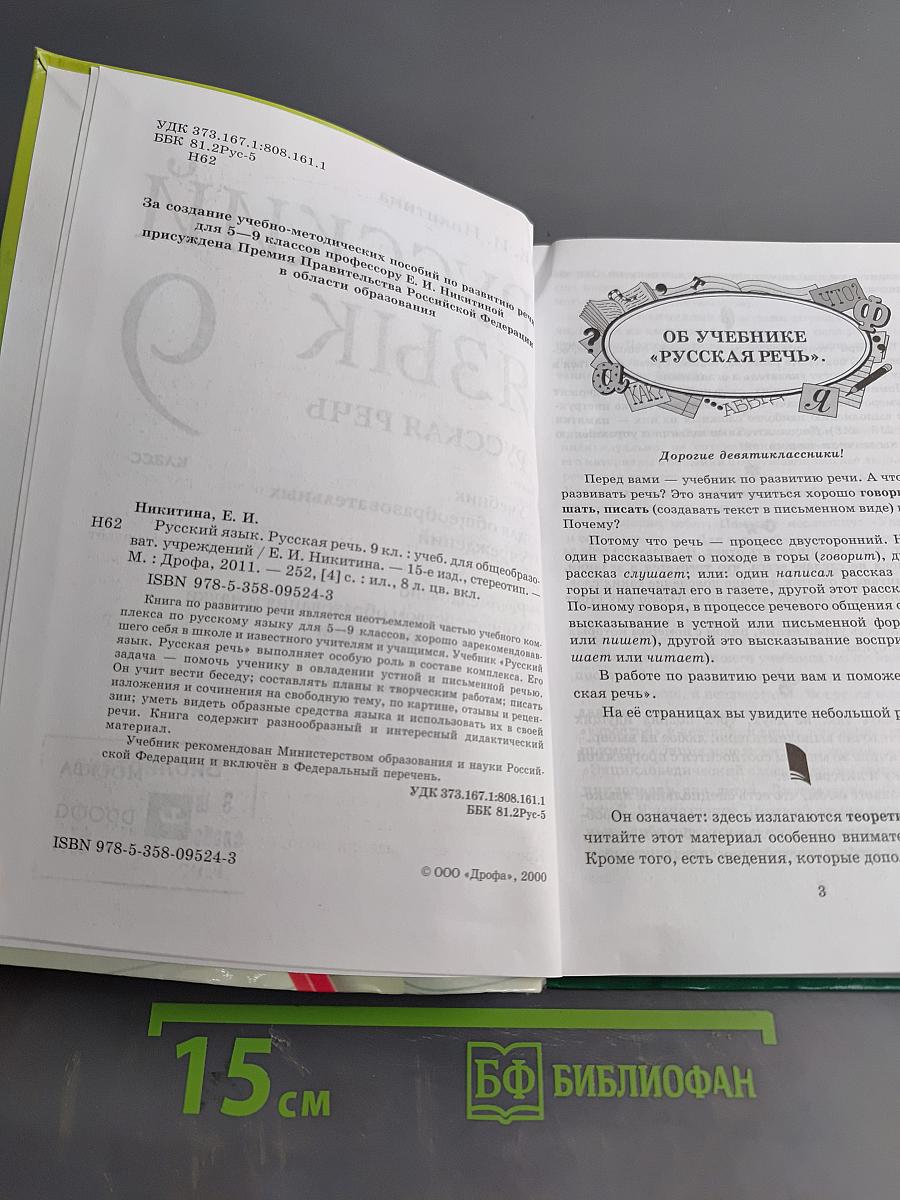 УДК 373.167.1:808.161.1
ББК 81.2Рус-5
Н62
За создание учебно-методических пособий по развитию речи
для 5—9 классов профессору Е. И. Никитиной
присуждена Премия Правительства Российской Федерации
в области образования
Никитина, Е. И.
Н62 Русский язык. Русская речь. 9 кл. : учеб. для общеобразо-
ват. учреждений / Е. И. Никитина. — 15-е изд., стереотип. —
М. : Дрофа, 2011. — 252, [4] с. : ил., 8 л. цв. вкл.
ISBN 978-5-358-09524-3
Книга по развитию речи является неотъемлемой частью учебного ком-
плекса по русскому языку для 5—9 классов, хорошо зарекомендовав-
шего себя в школе и известного учителям и учащимся. Учебник «Русский
язык. Русская речь» выполняет особую роль в составе комплекса. Его
задача — помочь ученику в овладении устной и письменной речью.
Он учит вести беседу; составлять планы к творческим работам; писать
изложения и сочинения на свободную тему, по картине, отзывы и рецен-
зии; уметь видеть образные средства языка и использовать их в своей
речи. Книга содержит разнообразный и интересный дидактический
материал.
Учебник рекомендован Министерством образования и науки Россий-
ской Федерации и включён в Федеральный перечень.
УДК 373.167.1:808.161.1
ББК 81.2Рус-5
ISBN 978-5-358-09524-3
© ООО «Дрофа», 2000
ЧТО?
Ф
?
ОБ УЧЕБНИКЕ
«РУССКАЯ РЕЧЬ».
КАК?
Я
Дорогие девятиклассники!
Перед вами — учебник по развитию речи. А что
развивать речь? Это значит учиться хорошо
шать, писать (создавать текст в письменном виде)
Почему?
Потому что речь — процесс двусторонний.
один рассказывает о походе в горы (говорит),
рассказ слушает; или: один написал рассказ
горы и напечатал его в газете, другой этот
По-иному говоря, в процессе речевого общения
высказывание в устной или письменной
или пишет), другой это высказывание
шает или читает).
В работе по развитию речи вам и
ская речь».
На её страницах вы увидите небольшой
Он означает: здесь излагаются
читайте этот материал особенно
Кроме того, есть сведения, которые
3
15 СМ
БФ БИБЛИОФАН